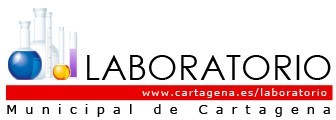 LABORATORIO
www.cartagena.es/laboratorio
Municipal de Cartagena